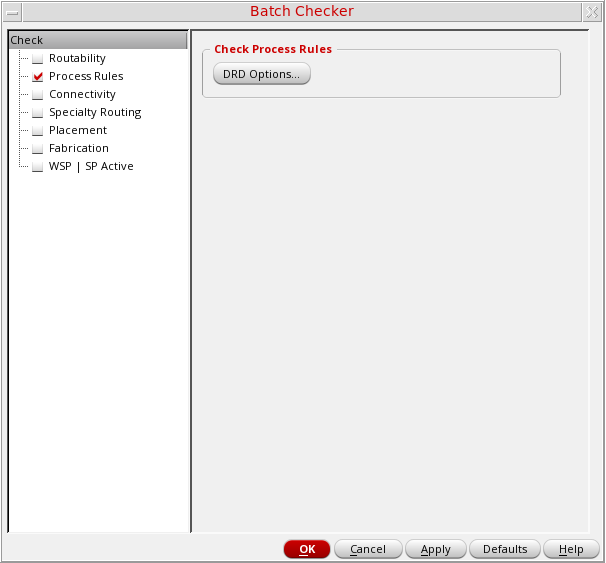 Batch Checker
Check
Routability
Process Rules
Connectivity
Specialty Routing
Placement
Fabrication
WSP | SP Active
Check Process Rules
DRD Options...
OK
Cancel
Apply
Defaults
Help